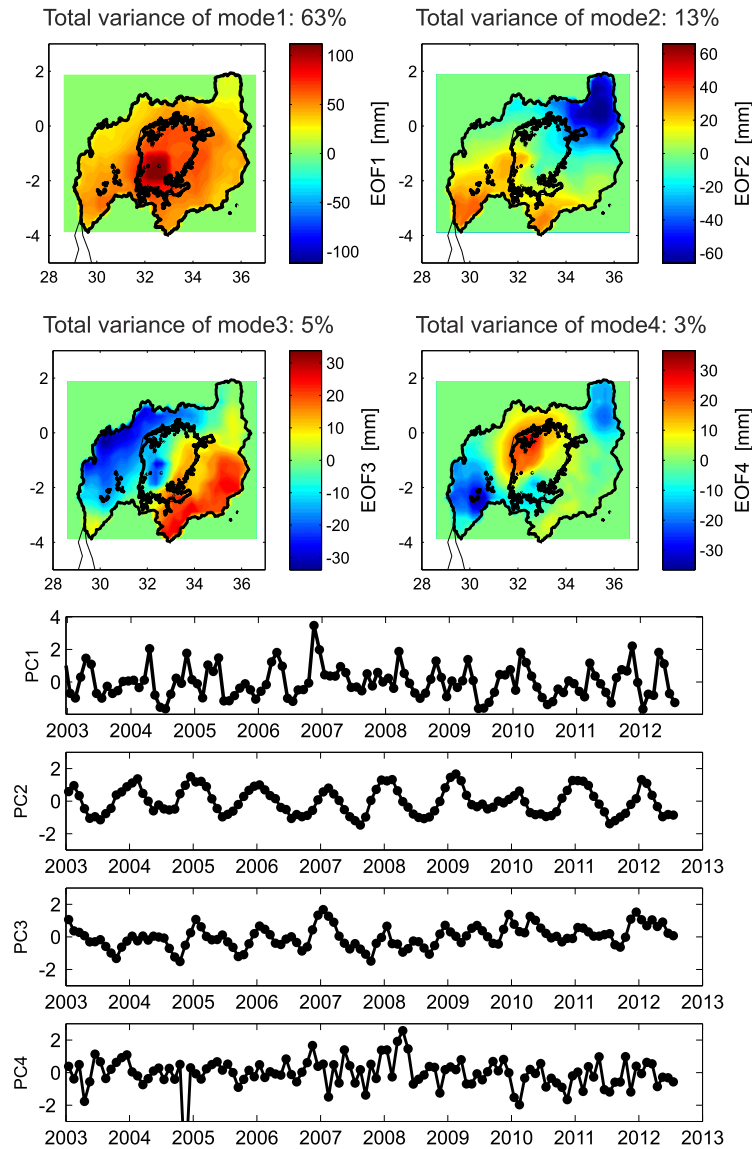 Total variance of mode1: 63%
Total variance of mode2: 13%
2
0
-2
-4
28 30 32 34 36
100
50
0
-50
-100
EOF1 [mm]
2
0
-2
-4
28 30 32 34 36
60
40
20
0
-20
-40
-60
EOF2 [mm]
Total variance of mode3: 5%
Total variance of mode4: 3%
2
0
-2
-4
28 30 32 34 36
30
20
10
0
-10
-20
-30
EOF3 [mm]
2
0
-2
-4
28 30 32 34 36
30
20
10
0
-10
-20
-30
EOF4 [mm]
PC1
4
2
0
2003 2004 2005 2006 2007 2008 2009 2010 2011 2012
PC2
2
0
-2
2003 2004 2005 2006 2007 2008 2009 2010 2011 2012 2013
PC3
2
0
-2
2003 2004 2005 2006 2007 2008 2009 2010 2011 2012 2013
PC4
2
0
-2
2003 2004 2005 2006 2007 2008 2009 2010 2011 2012 2013